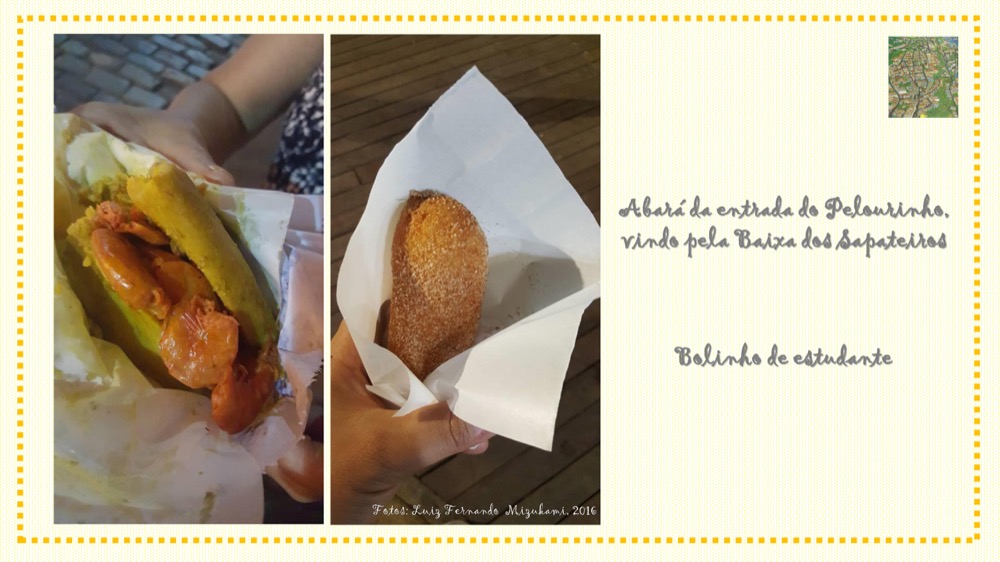 Abará da entrada do Pelourinho,
vindo pela Baixa dos Sapateiros
Bolinho de estudante
Fotos: Luiz Fernando Mizukami, 2016